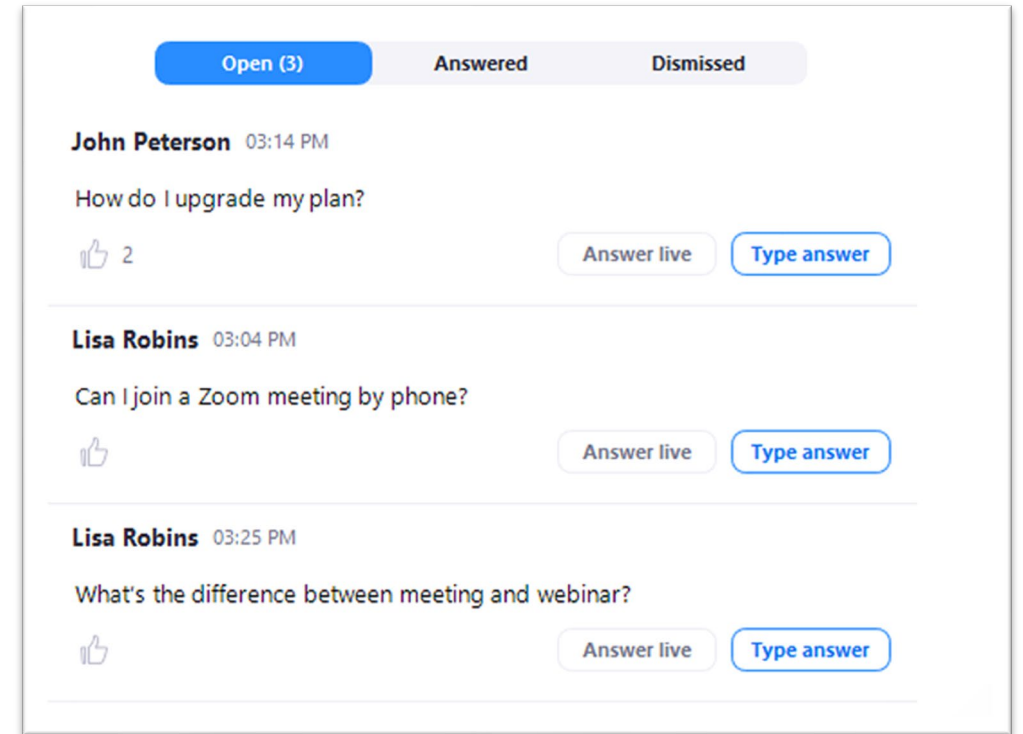 Open (3) Answered Dismissed
John Peterson 03:14 PM
How do I upgrade my plan?
2 Answer live Type answer
Lisa Robins 03:04 PM
Can I join a Zoom meeting by phone?
Answer live Type answer
Lisa Robins 03:25 PM
What's the difference between meeting and webinar?
Answer live Type answer